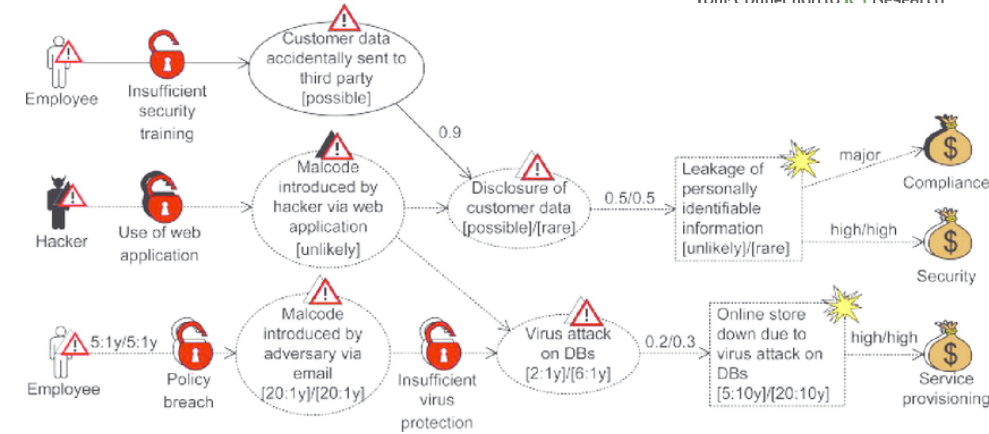 Your Connection to ICT Research
Customer data
accidentally sent to
third party
[possible]
Employee
Insufficient
security
training
0.9
Malcode
introduced by
hacker via web
application
[unlikely]
Hacker
Use of web
application
Disclosure of
customer data
[possible]/[rare]
0.5/0.5
Leakage of
personally
identifiable
information
[unlikely]/[rare]
major
Compliance
high/high
Security
5:1y/5:1y
Employee
Policy
breach
Malcode
introduced by
adversary via
email
[20:1y]/[20:1y]
Insufficient
virus
protection
Virus attack
on DBs
[2:1y]/[6:1y]
0.2/0.3
Online store
down due to
virus attack on
DBs
[5:10y]/[20:10y]
high/high
Service
provisioning